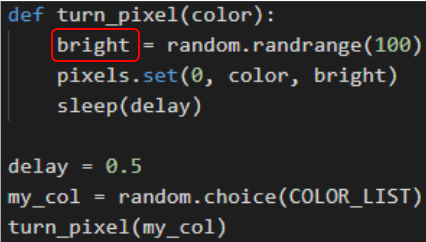 def turn_pixel(color):
    bright = random.randrange(100)
    pixels.set(0, color, bright)
    sleep(delay)

delay = 0.5
my_col = random.choice(COLOR_LIST)
turn_pixel(my_col)